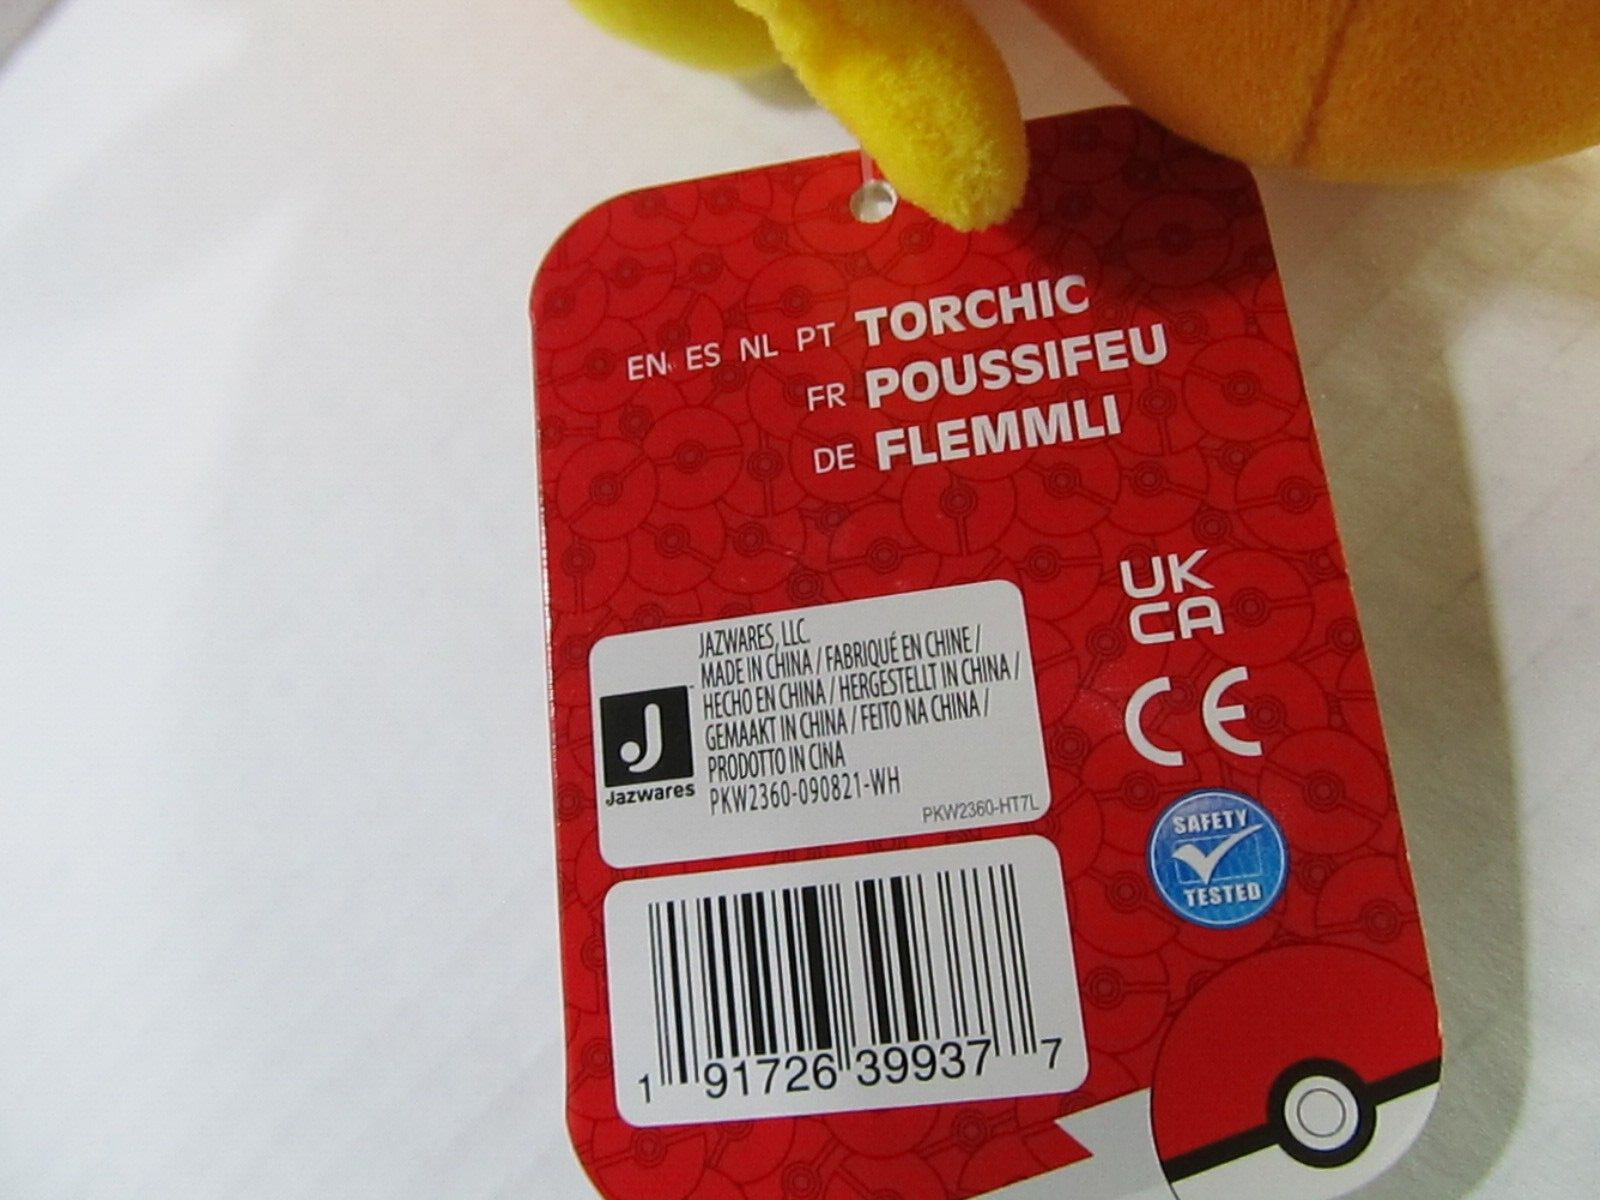 EN ES NL PT TORCHIC
FR POUSSIFEU
DE FLEMMLI
UK
CA
CE
JAZWARES, LLC.
MADE IN CHINA / FABRIQUÉ EN CHINE /
HECHO EN CHINA / HERGESTELLT IN CHINA /
GEMAAKT IN CHINA / FEITO NA CHINA /
PRODOTTO IN CINA
PKW2360-090821-WH
PKW2360-HT7L
J
Jazwares
SAFETY
TESTED
1 91726 39937 7